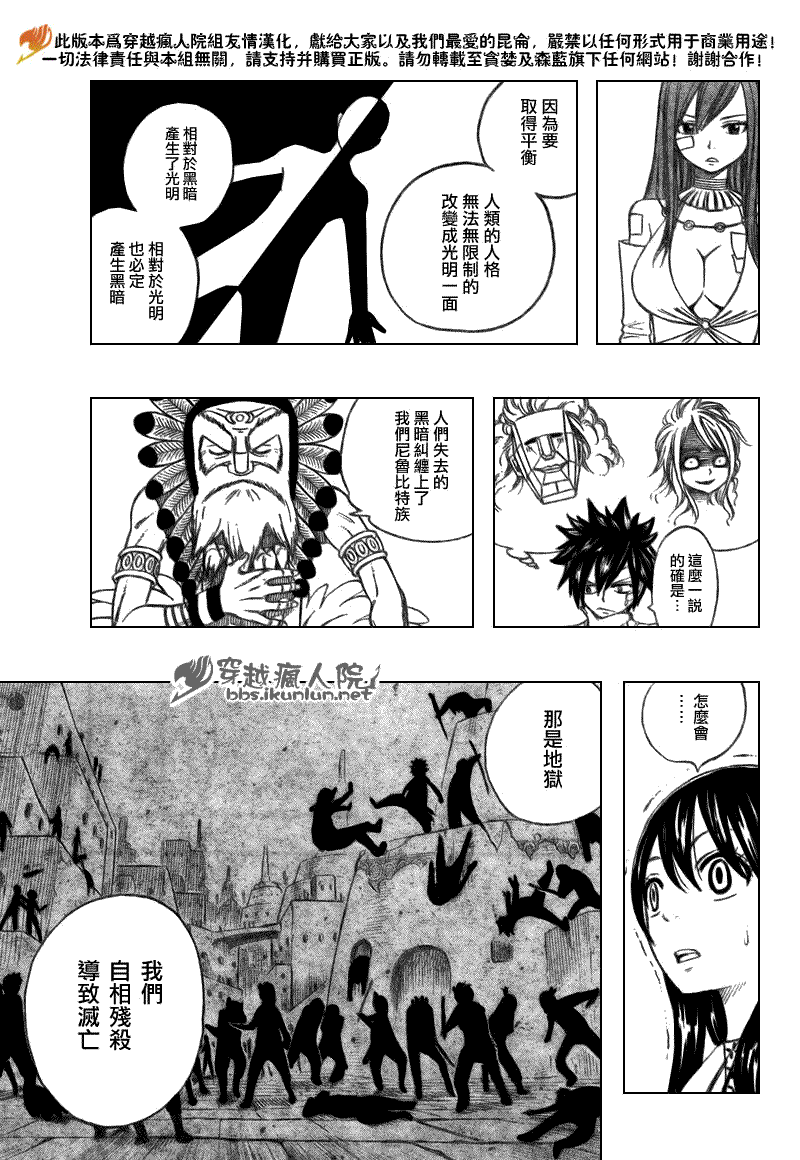 此版本爲穿越瘋人院組友情漢化，獻給大家以及我們最愛的昆侖，嚴禁以任何形式用于商業用途！
一切法律責任與本組無關，請支持并購買正版。請勿轉載至貪婪及森藍旗下任何網站！謝謝合作！
因為要
取得平衡
人類的人格
無法無限制的
改變成光明一面
相對於黑暗
產生了光明
相對於光明
也必定
產生黑暗
這麼一說
的確是…
人們失去的
黑暗糾纏上了
我們尼魯比特族
穿越瘋人院
bbs.ikunlun.net
怎麼會
……
那是地獄
我們
自相殘殺
導致滅亡